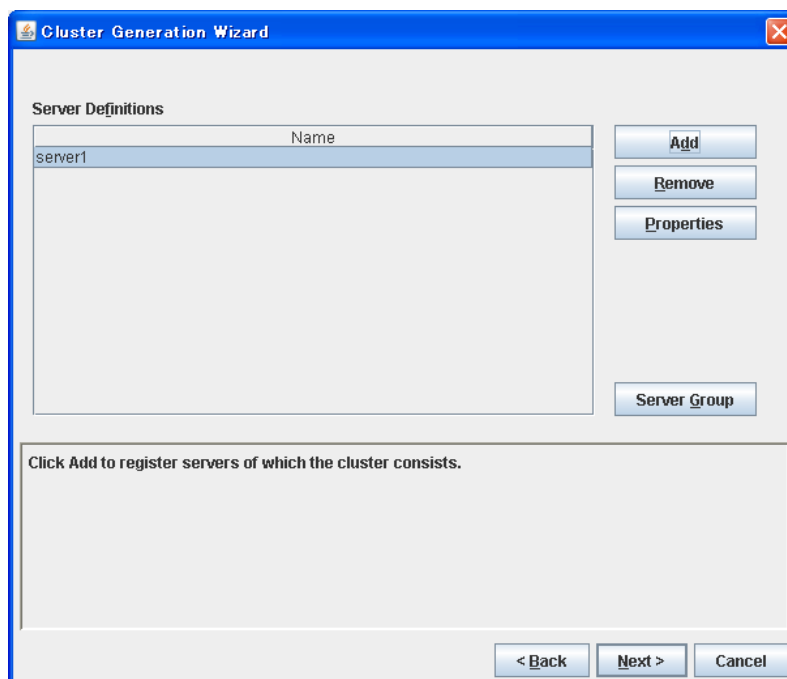 Cluster Generation Wizard
Server Definitions
Name
server1
Add
Remove
Properties
Server Group
Click Add to register servers of which the cluster consists.
< Back
Next >
Cancel